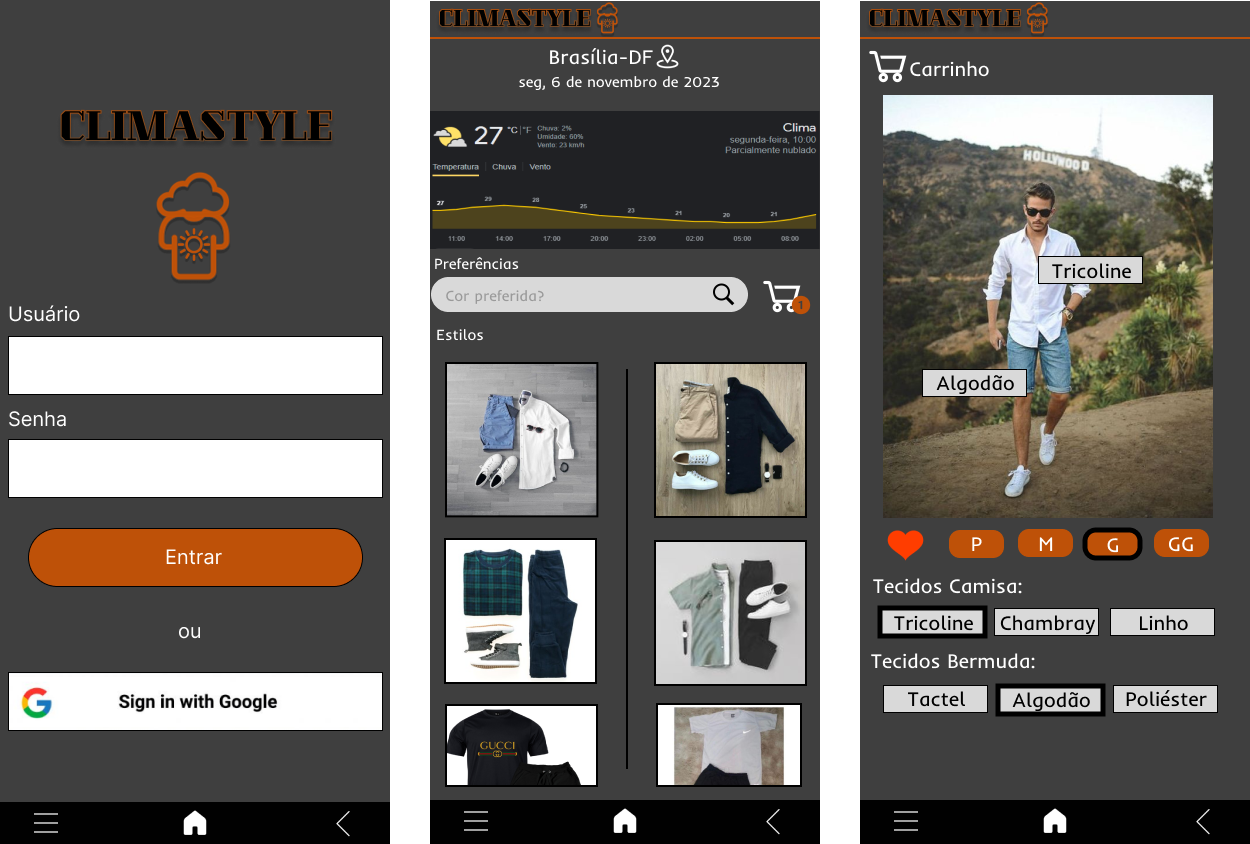 CLIMASTYLE
Usuário
Senha
Entrar
ou
Sign in with Google
CLIMASTYLE
Brasília-DF
seg, 6 de novembro de 2023
27 °C | °F
Chuva: 2%
Umidade: 60%
Vento: 23 km/h
Clima
segunda-feira, 10:00
Parcialmente nublado
Temperatura | Chuva | Vento
27 29 28 25 23 21 20 21
11:00 14:00 17:00 20:00 23:00 02:00 05:00 08:00
Preferências
Cor preferida?
1
Estilos
GUCCI
CLIMASTYLE
Carrinho
HOLLYWOOD
Tricoline
Algodão
P M G GG
Tecidos Camisa:
Tricoline Chambray Linho
Tecidos Bermuda:
Tactel Algodão Poliéster